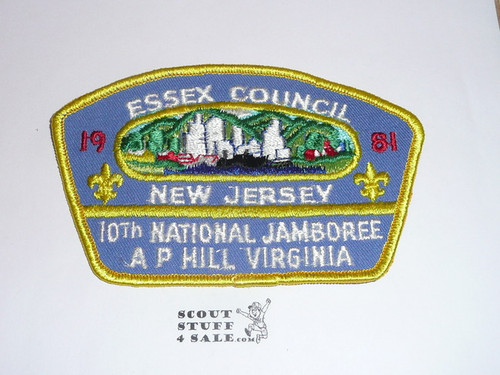 ESSEX COUNCIL
19 81
NEW JERSEY
10TH NATIONAL JAMBOREE
A P HILL VIRGINIA
SCOUT
STUFF
4 SALE.COM